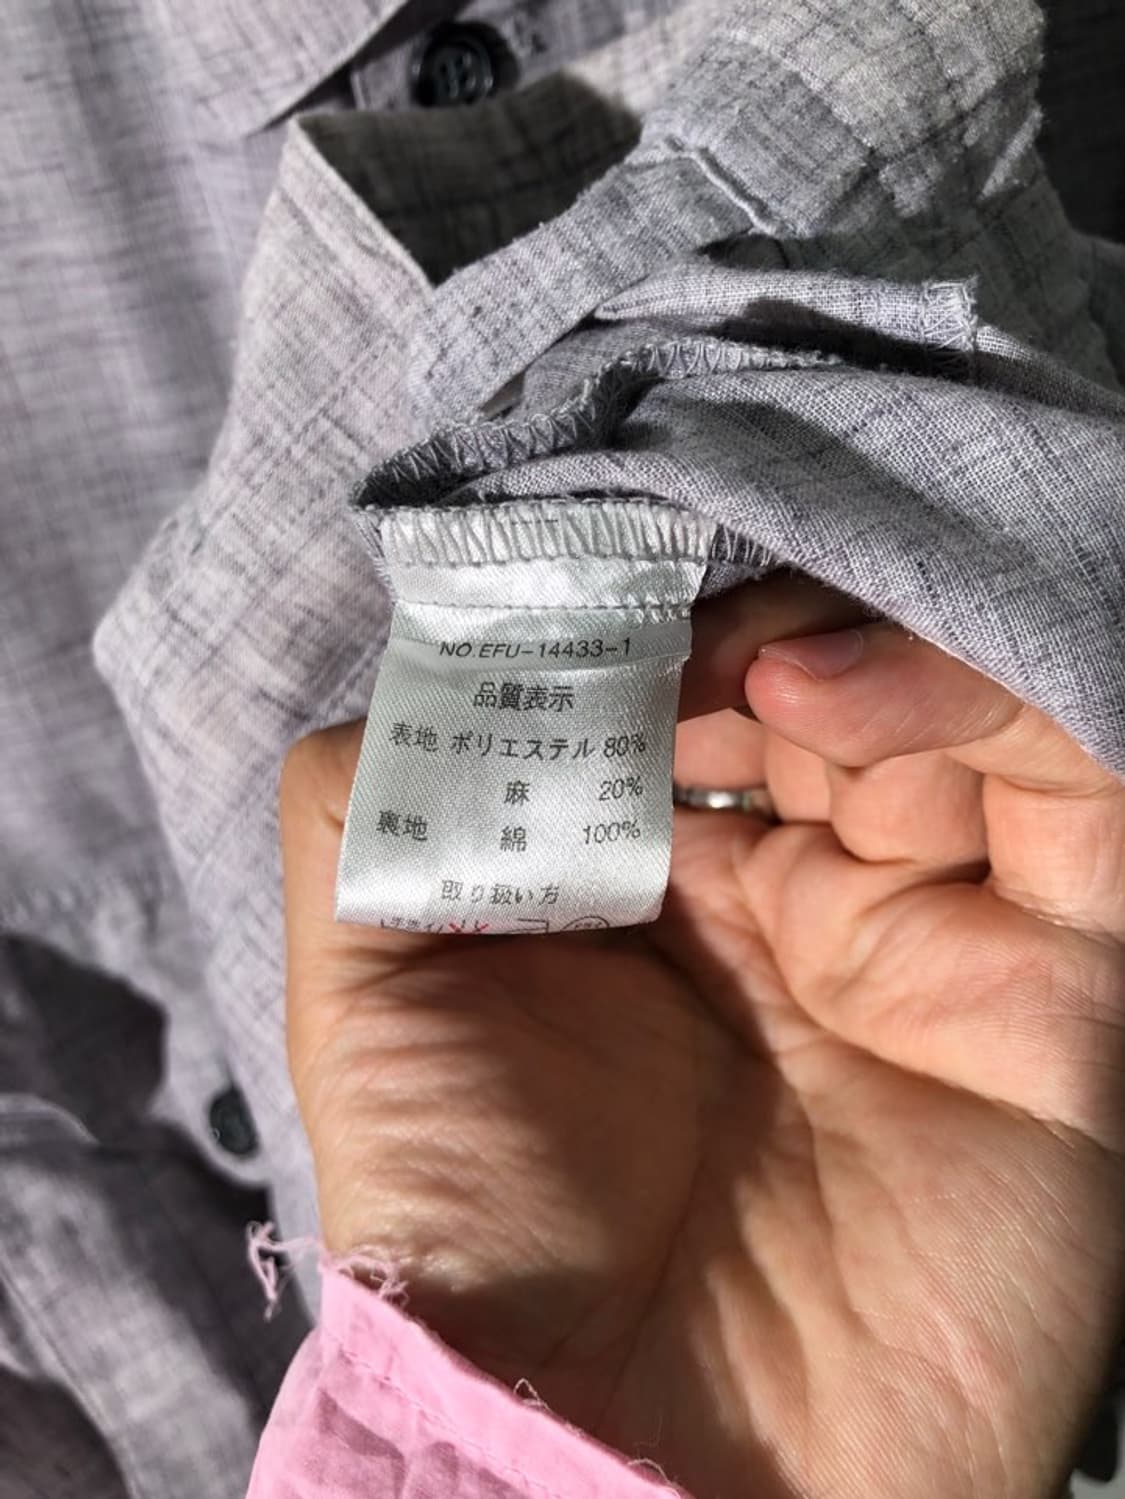 NO.EFU-14433-1
品質表示
表地 ポリエステル 80%
麻 20%
裏地 綿 100%
取り扱い方